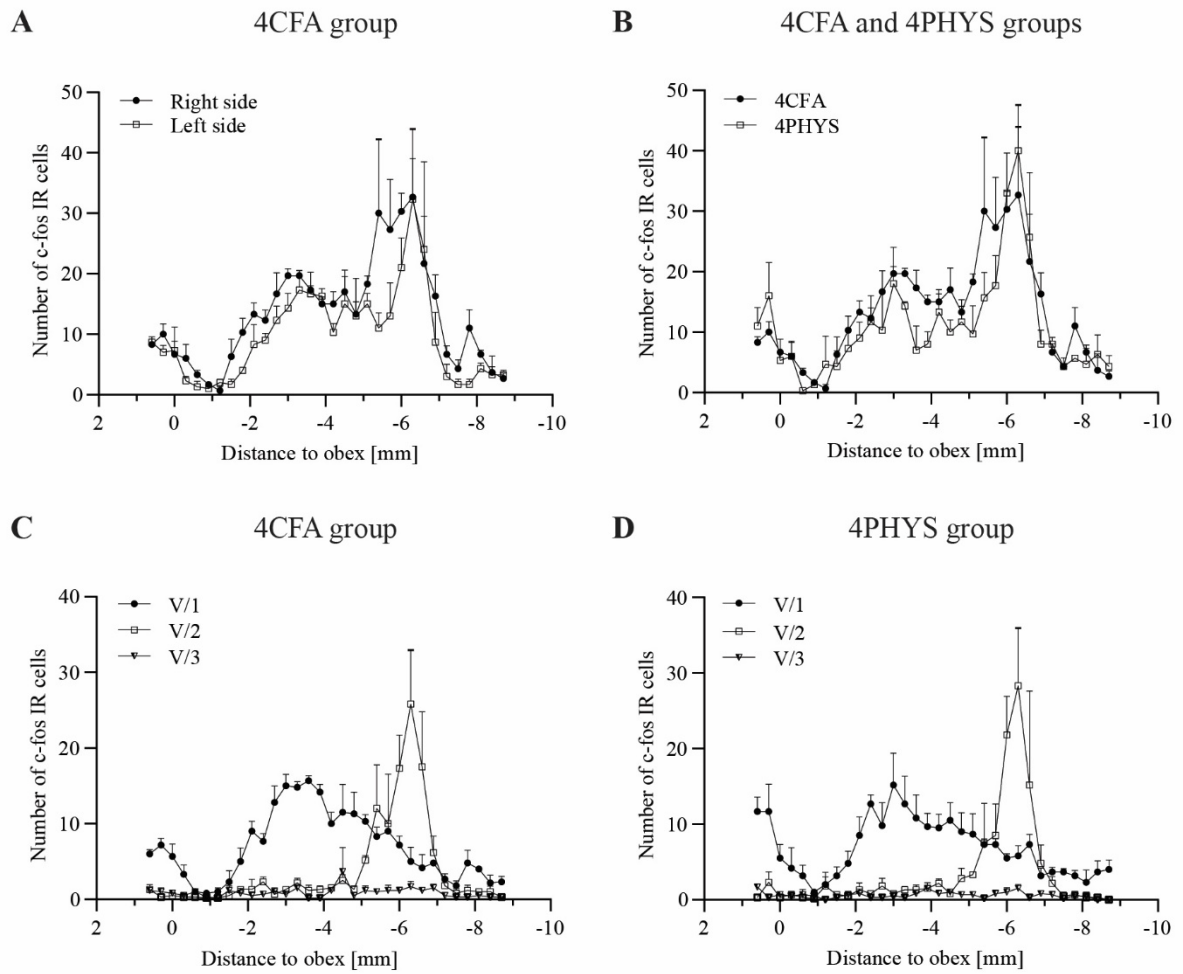 A 4CFA group
Number of c-fos IR cells
50
40
30
20
10
0
Right side
Left side
2 0 -2 -4 -6 -8 -10
Distance to obex [mm]
B 4CFA and 4PHYS groups
Number of c-fos IR cells
50
40
30
20
10
0
4CFA
4PHYS
2 0 -2 -4 -6 -8 -10
Distance to obex [mm]
C 4CFA group
Number of c-fos IR cells
40
30
20
10
0
V/1
V/2
V/3
2 0 -2 -4 -6 -8 -10
Distance to obex [mm]
D 4PHYS group
Number of c-fos IR cells
40
30
20
10
0
V/1
V/2
V/3
2 0 -2 -4 -6 -8 -10
Distance to obex [mm]